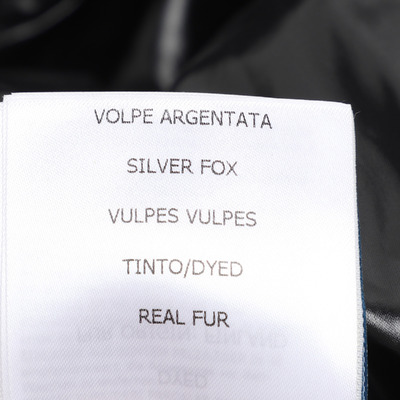 VOLPE ARGENTATA
SILVER FOX
VULPES VULPES
TINTO/DYED
REAL FUR